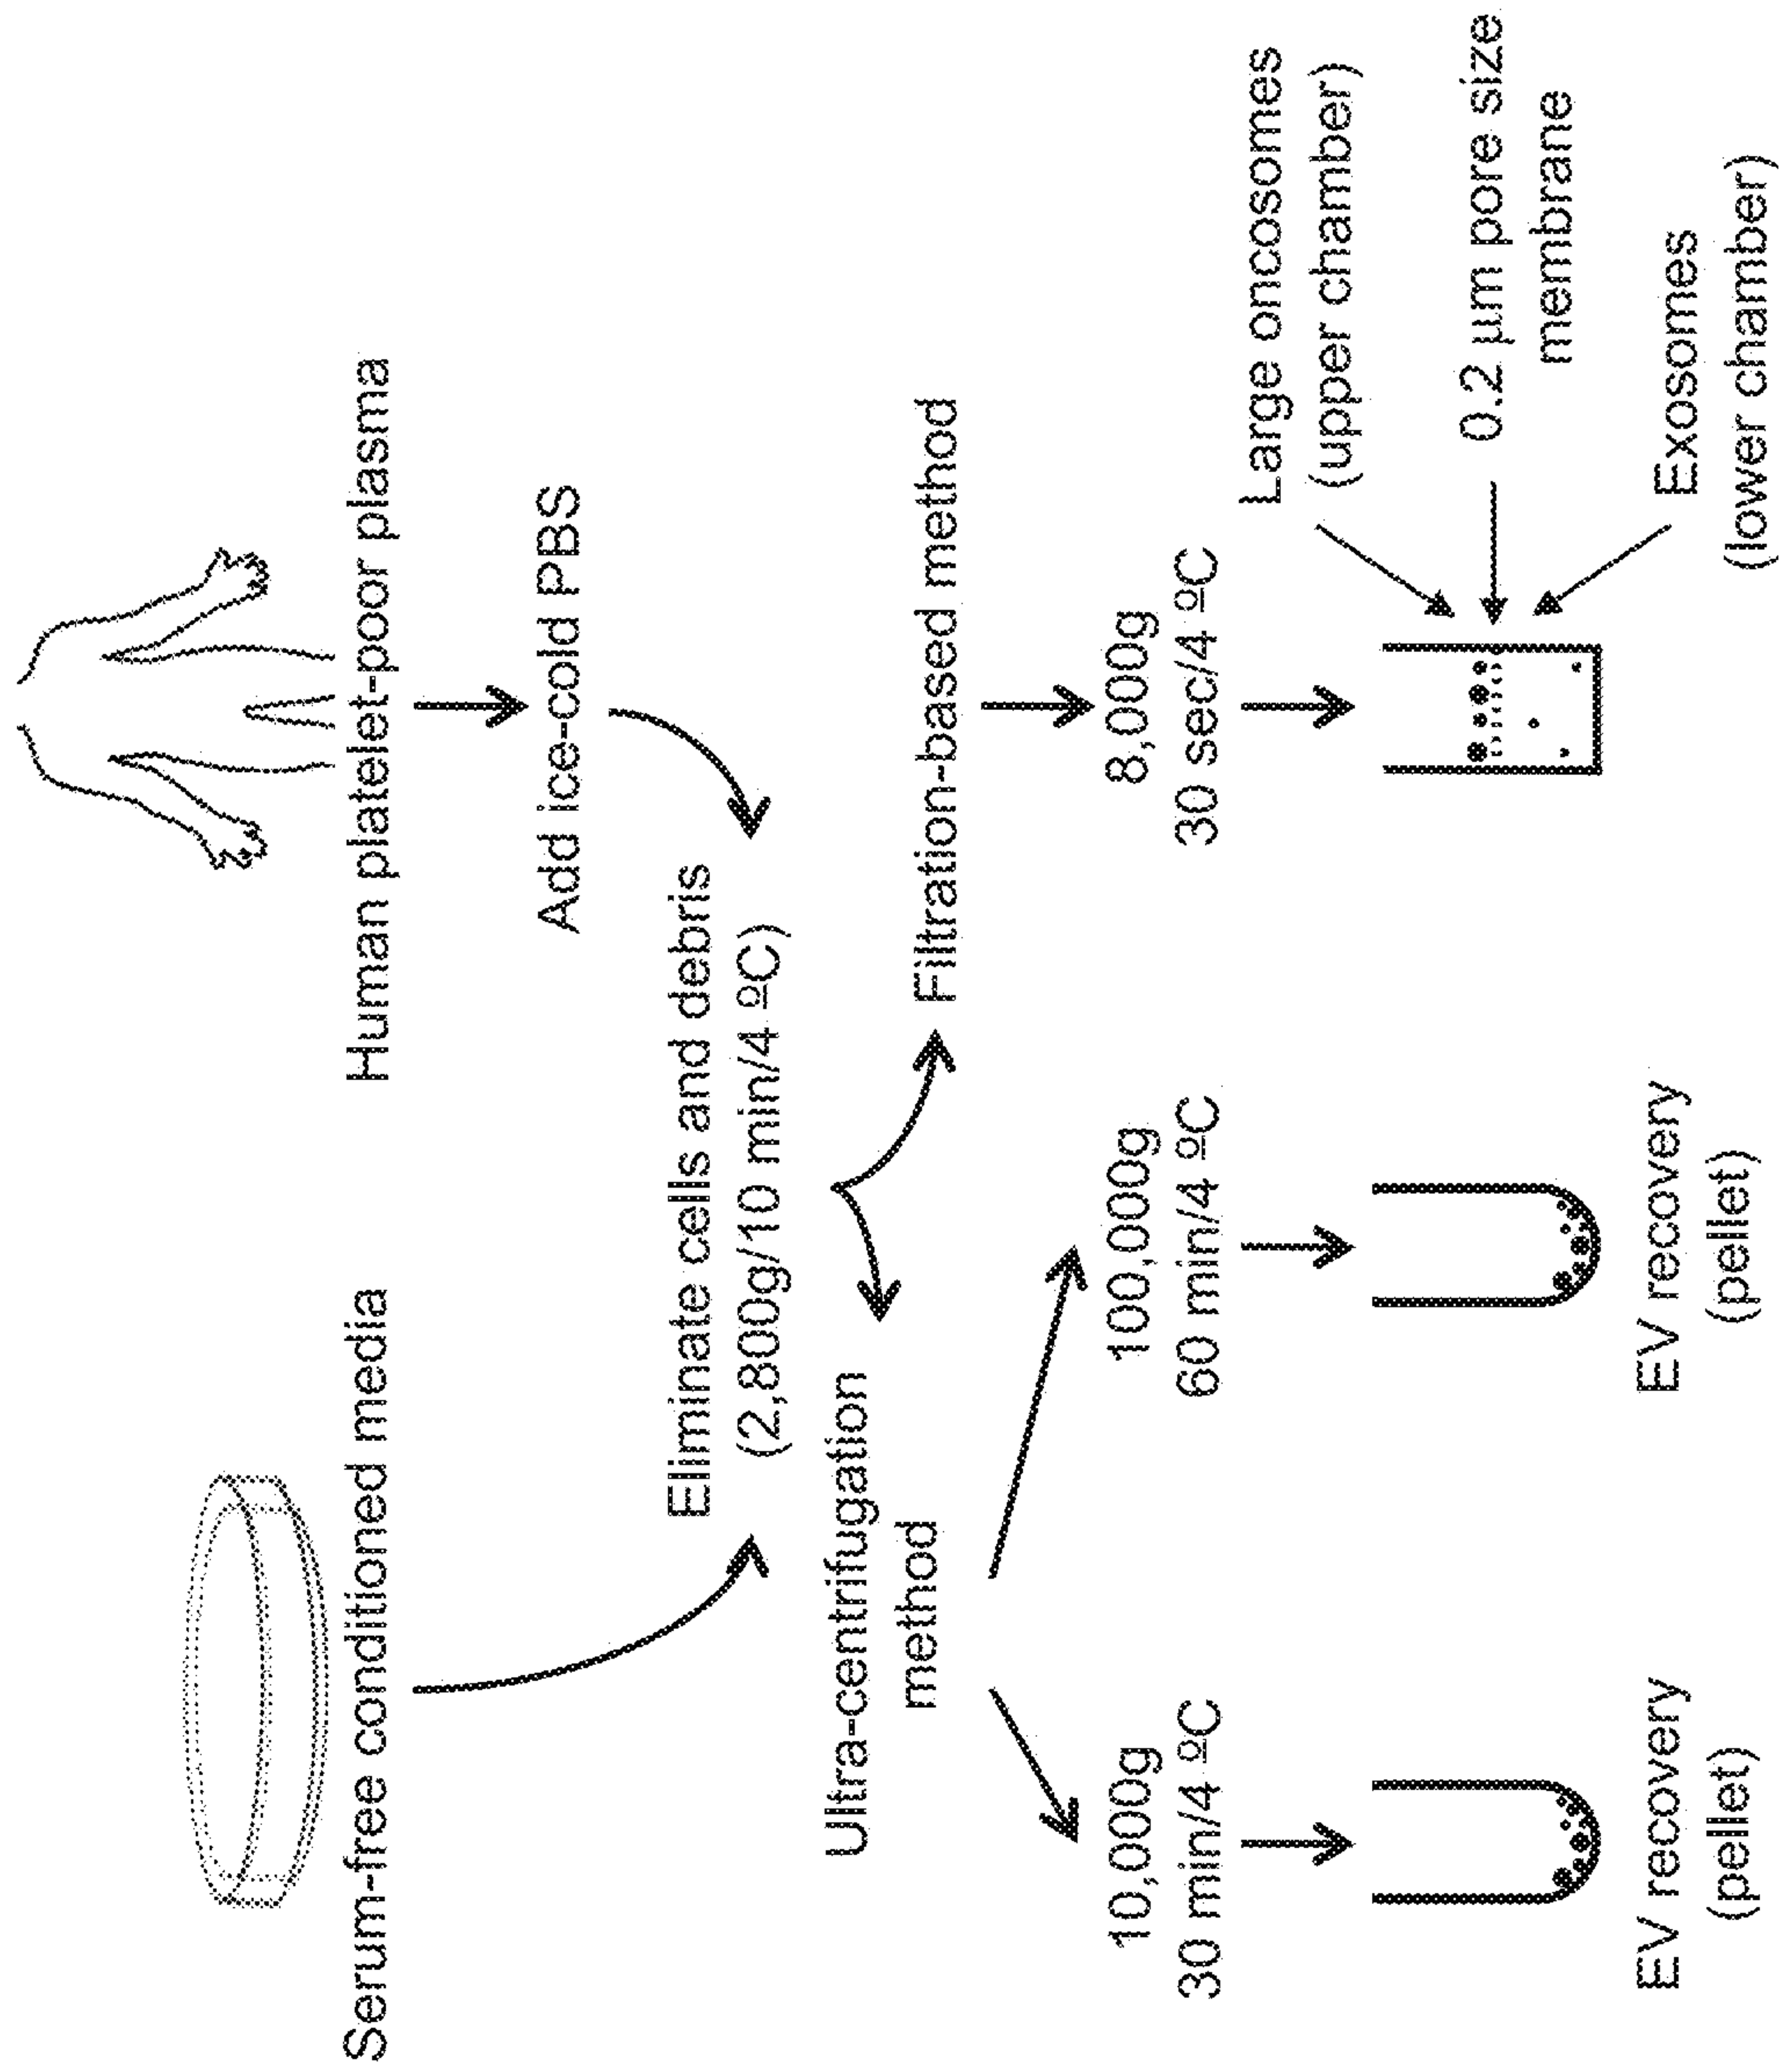 Serum-free conditioned media
Human platelet-poor plasma
Add ice-cold PBS
Eliminate cells and debris
(2,800g/10 min/4 ºC)
Ultra-centrifugation
method
Filtration-based method
10,000g
30 min/4 ºC
100,000g
60 min/4 ºC
8,000g
30 sec/4 ºC
Large oncosomes
(upper chamber)
0.2 µm pore size
membrane
Exosomes
(lower chamber)
EV recovery
(pellet)
EV recovery
(pellet)